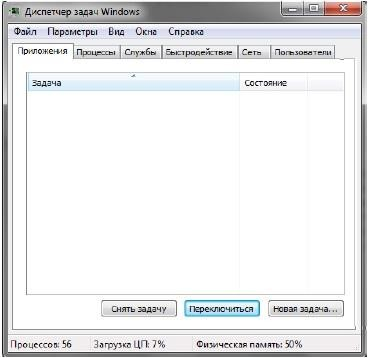 Диспетчер задач Windows
Файл Параметры Вид Окна Справка
Приложения Процессы Службы Быстродействие Сеть Пользователи
Задача Состояние
Снять задачу Переключиться Новая задача...
Процессов: 56 Загрузка ЦП: 7% Физическая память: 50%